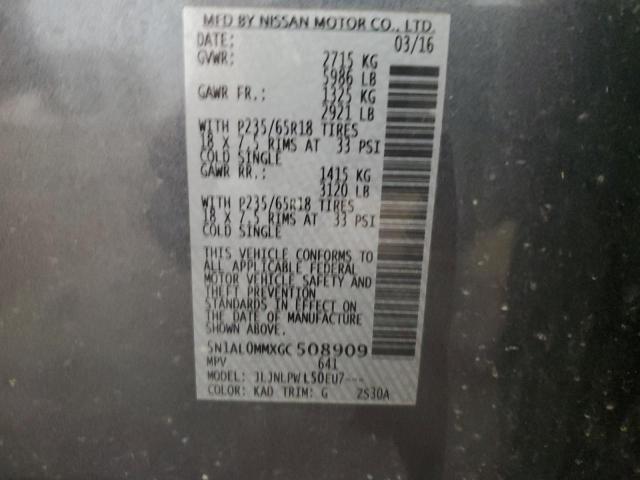 MFD BY NISSAN MOTOR CO., LTD.
DATE: 03/16
GVWR: 2715 KG
5986 LB
GAWR FR.: 1325 KG
2921 LB
WITH P235/65R18 TIRES
18 X 7.5 RIMS AT 33 PSI
COLD SINGLE
GAWR RR.: 1415 KG
3120 LB
WITH P235/65R18 TIRES
18 X 7.5 RIMS AT 33 PSI
COLD SINGLE
THIS VEHICLE CONFORMS TO
ALL APPLICABLE FEDERAL
MOTOR VEHICLE SAFETY AND
THEFT PREVENTION
STANDARDS IN EFFECT ON
THE DATE OF MANUFACTURE
SHOWN ABOVE.
5N1AL0MMXGC508909
MPV 641
MODEL: JLJNLPWL50EU7---
COLOR: KAD TRIM: G 2S30A